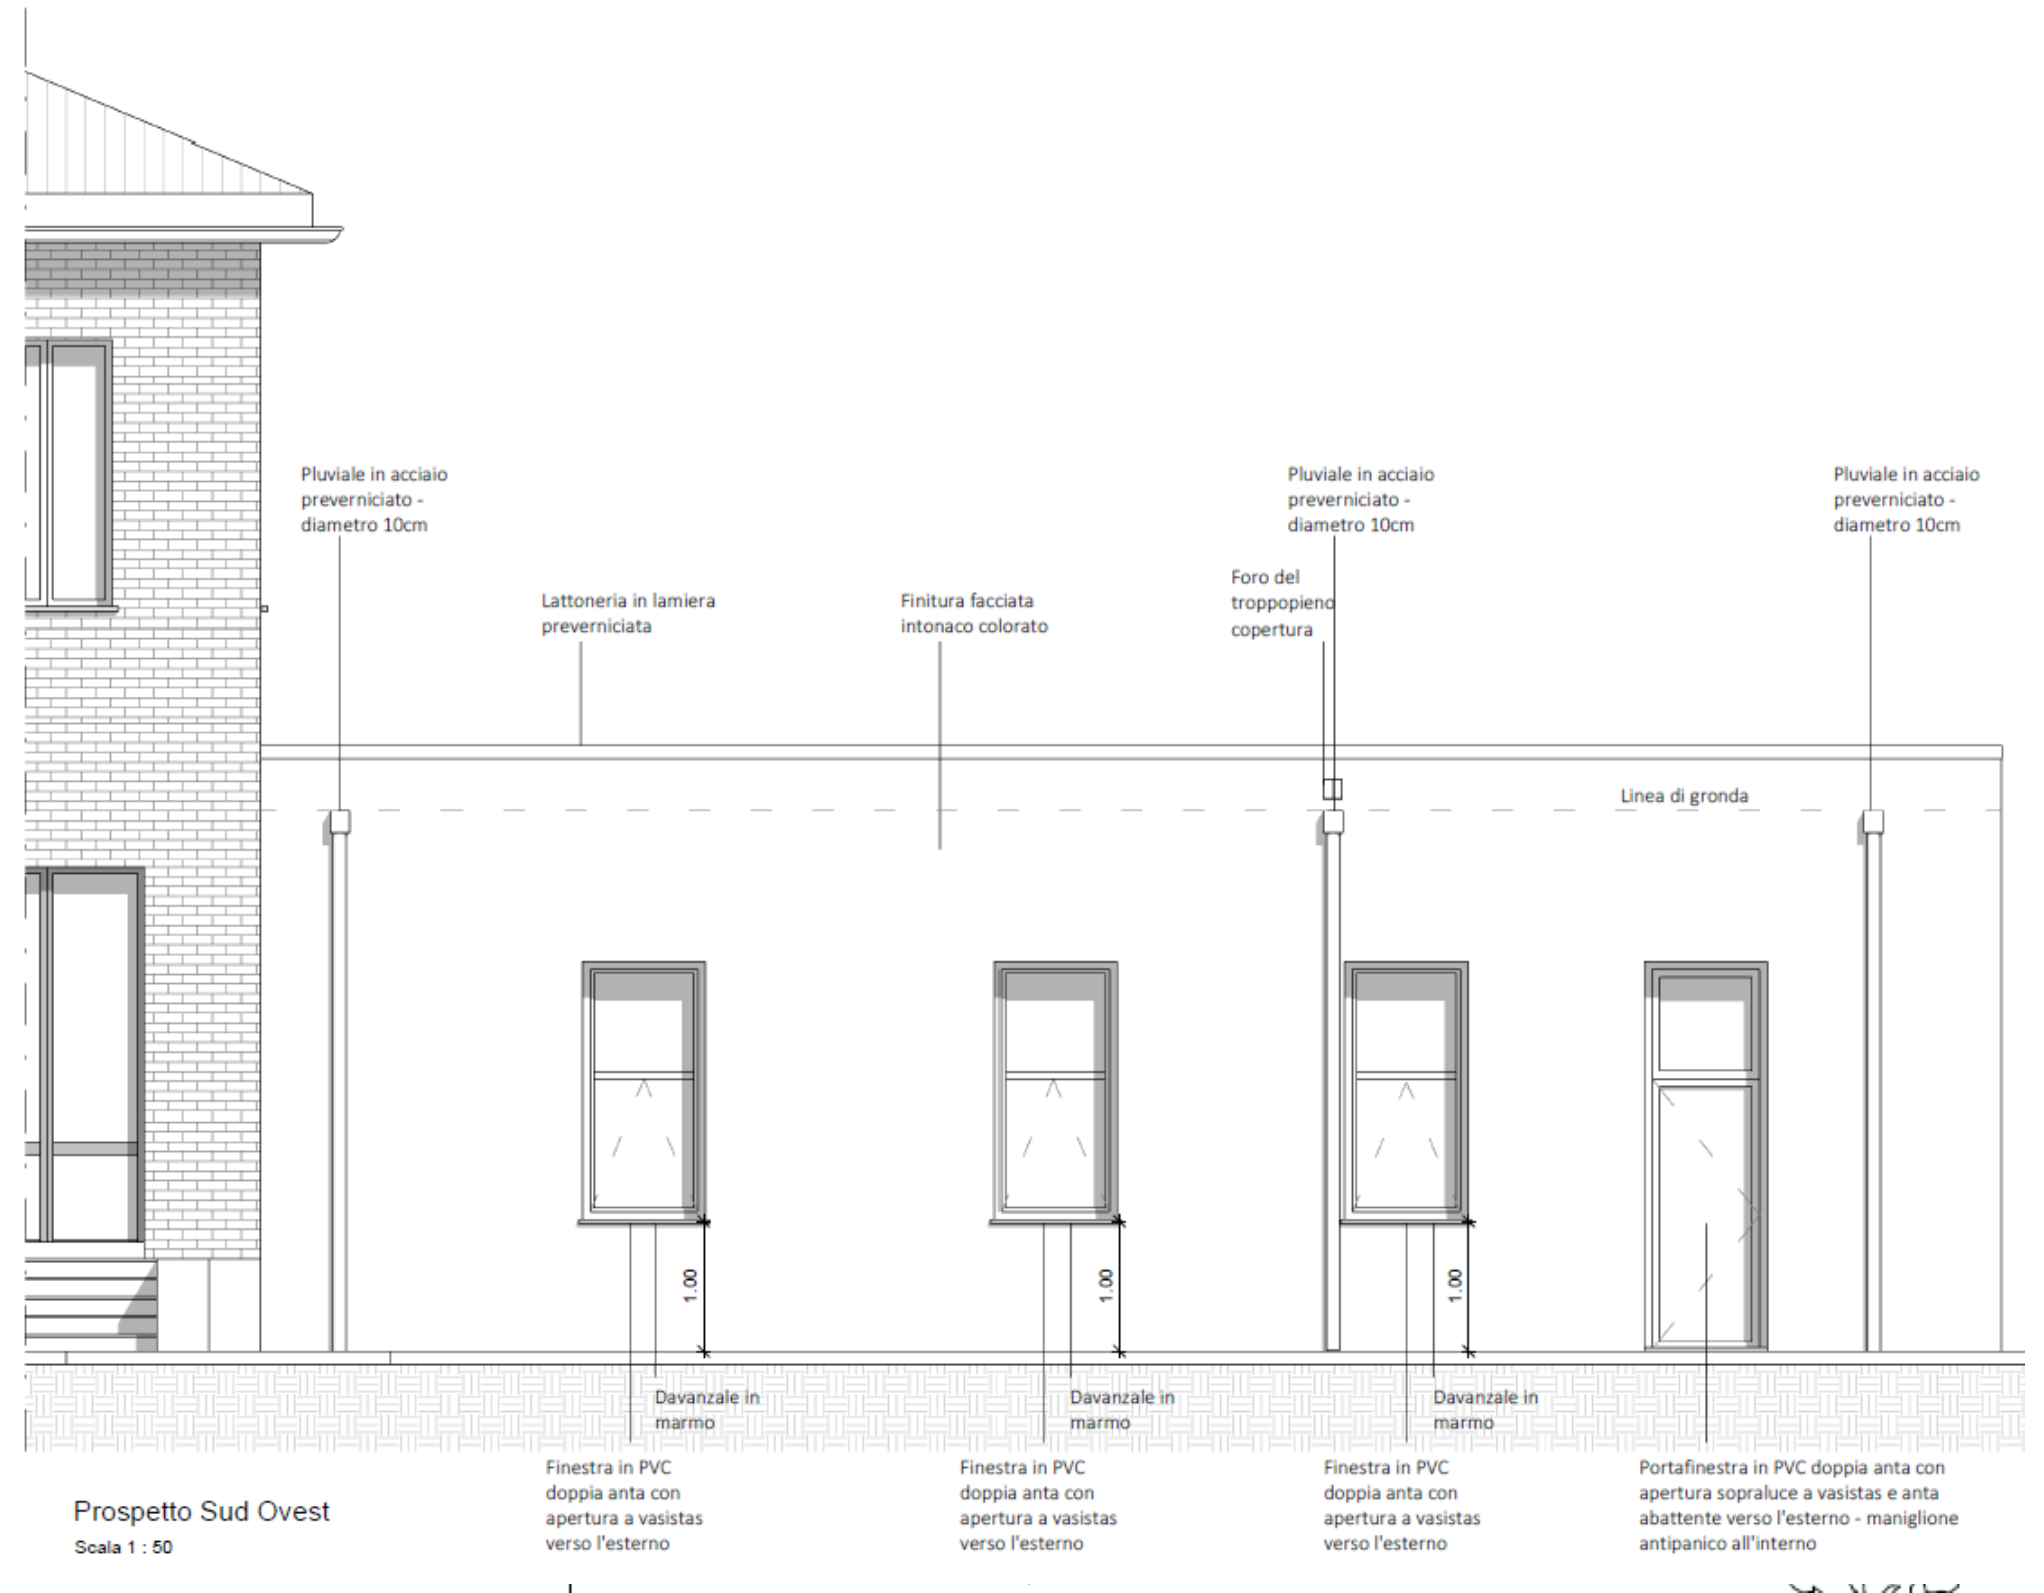 Pluviale in acciaio
preverniciato -
diametro 10cm
Pluviale in acciaio
preverniciato -
diametro 10cm
Pluviale in acciaio
preverniciato -
diametro 10cm
Lattoneria in lamiera
preverniciata
Finitura facciata
intonaco colorato
Foro del
troppopieno
copertura
Linea di gronda
1.00
1.00
1.00
Davanzale in
marmo
Davanzale in
marmo
Davanzale in
marmo
Finestra in PVC
doppia anta con
apertura a vasistas
verso l'esterno
Finestra in PVC
doppia anta con
apertura a vasistas
verso l'esterno
Finestra in PVC
doppia anta con
apertura a vasistas
verso l'esterno
Portafinestra in PVC doppia anta con
apertura sopraluce a vasistas e anta
abattente verso l'esterno - maniglione
antipanico all'interno
Prospetto Sud Ovest
Scala 1 : 50